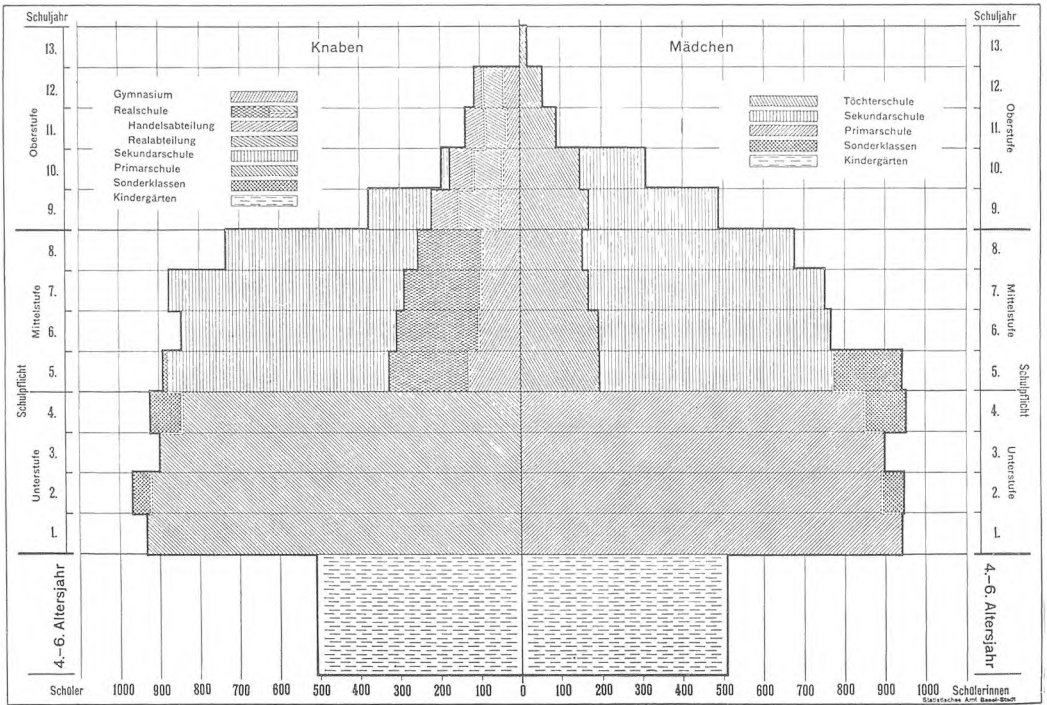 Schuljahr
Schuljahr
Knaben
Mädchen
13.
12.
11.
10.
9.
8.
7.
6.
5.
4.
3.
2.
1.
Oberstufe
Mittelstufe
Unterstufe
Schulpflicht
4.–6. Altersjahr
Gymnasium
Realschule
Handelsabteilung
Realabteilung
Sekundarschule
Primarschule
Sonderklassen
Kindergärten
Töchterschule
Sekundarschule
Primarschule
Sonderklassen
Kindergärten
13.
12.
11.
10.
9.
8.
7.
6.
5.
4.
3.
2.
1.
Oberstufe
Mittelstufe
Unterstufe
Schulpflicht
4.–6. Altersjahr
Schüler 1000 900 800 700 600 500 400 300 200 100 0 100 200 300 400 500 600 700 800 900 1000 Schülerinnen
Statistisches Amt Basel-Stadt